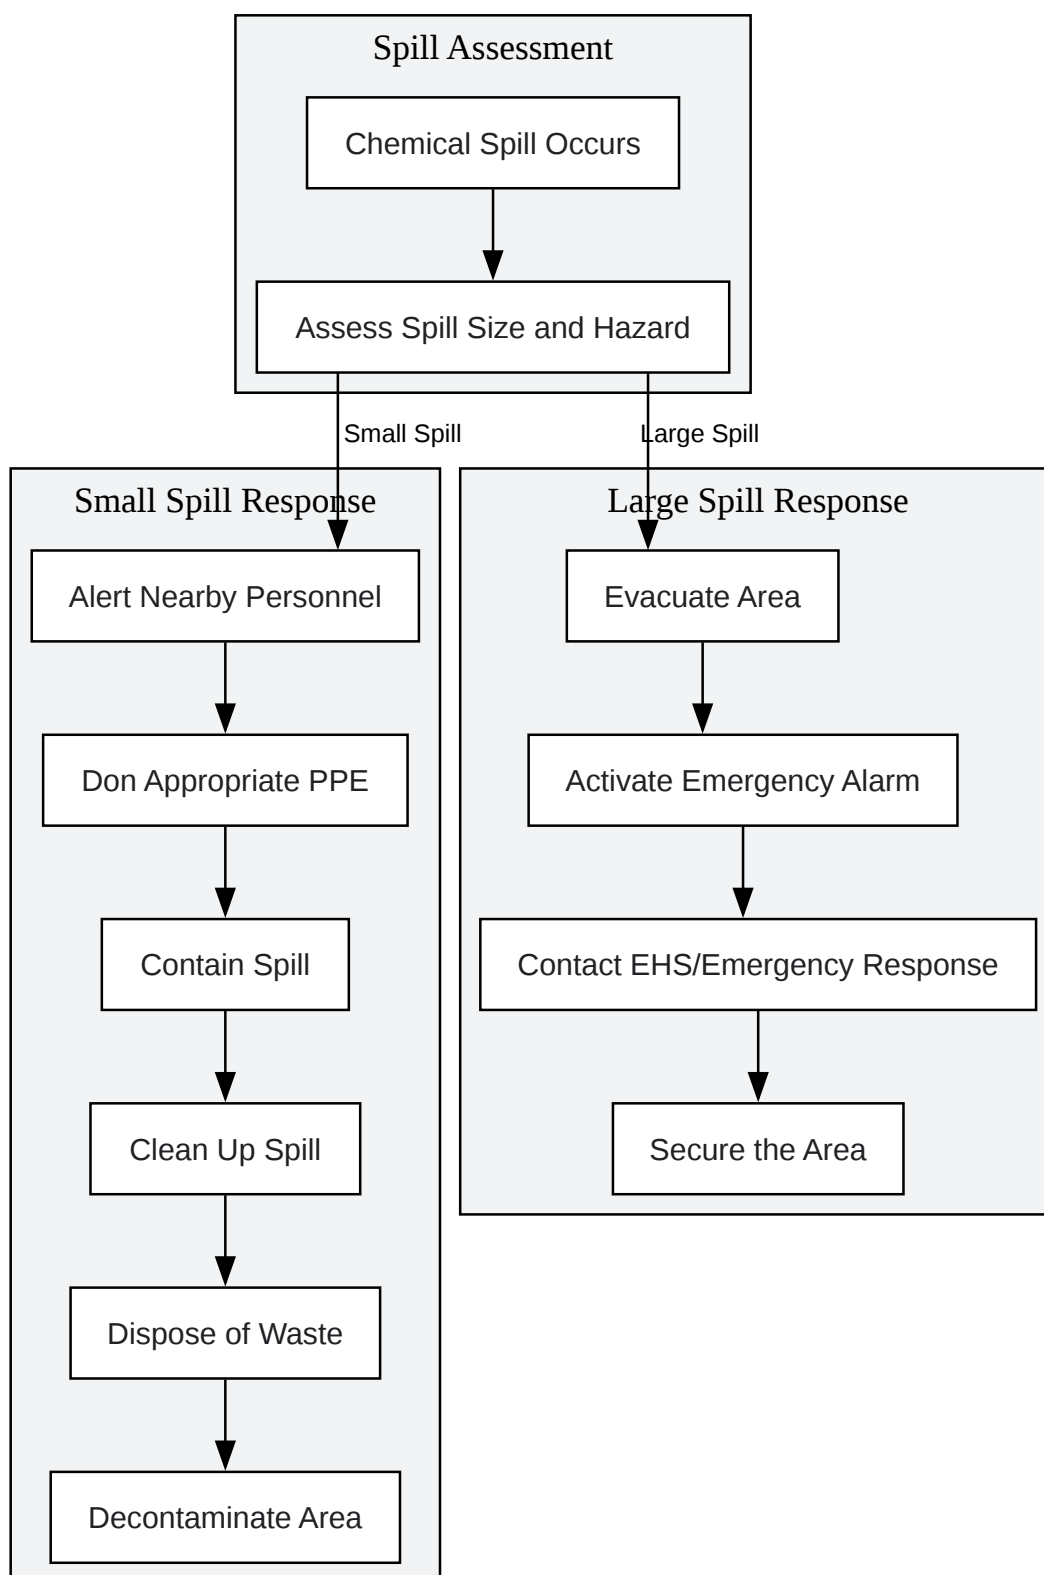 Spill Assessment
Chemical Spill Occurs
Assess Spill Size and Hazard
Small Spill
Large Spill
Small Spill Response
Alert Nearby Personnel
Don Appropriate PPE
Contain Spill
Clean Up Spill
Dispose of Waste
Decontaminate Area
Large Spill Response
Evacuate Area
Activate Emergency Alarm
Contact EHS/Emergency Response
Secure the Area